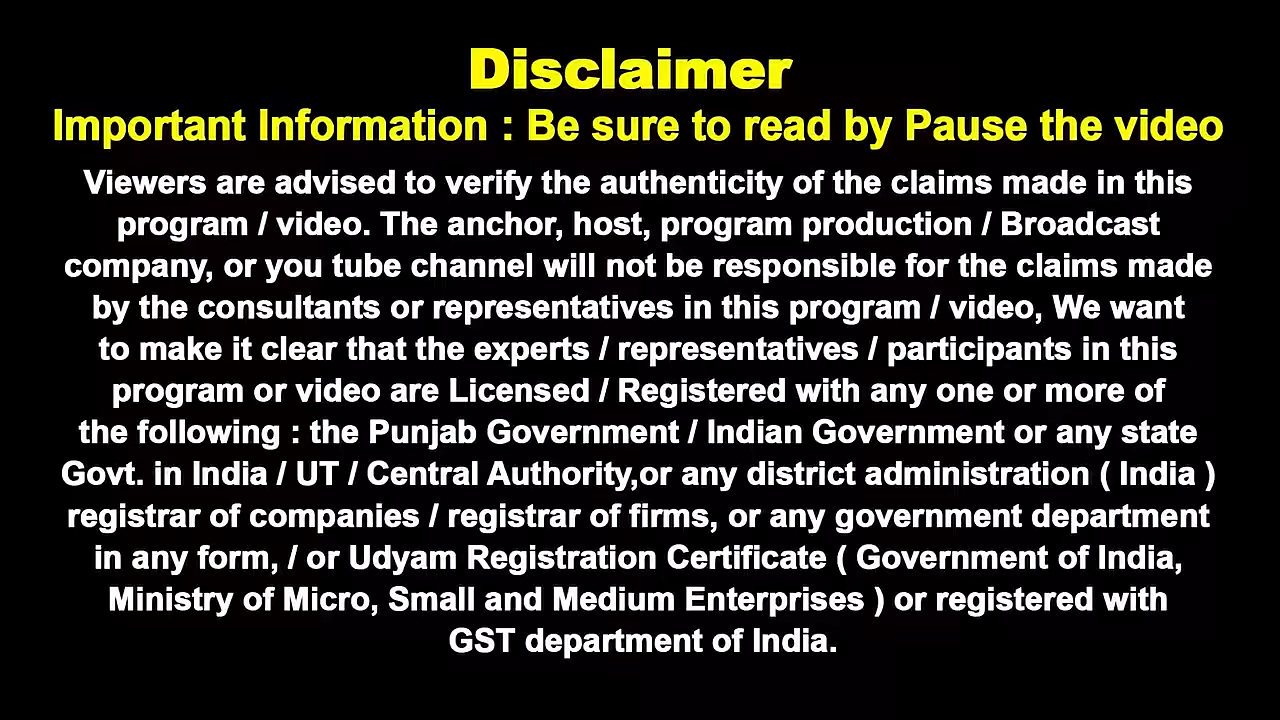 Disclaimer
Important Information : Be sure to read by Pause the video
Viewers are advised to verify the authenticity of the claims made in this
program / video. The anchor, host, program production / Broadcast
company, or you tube channel will not be responsible for the claims made
by the consultants or representatives in this program / video, We want
to make it clear that the experts / representatives / participants in this
program or video are Licensed / Registered with any one or more of
the following : the Punjab Government / Indian Government or any state
Govt. in India / UT / Central Authority,or any district administration ( India )
registrar of companies / registrar of firms, or any government department
in any form, / or Udyam Registration Certificate ( Government of India,
Ministry of Micro, Small and Medium Enterprises ) or registered with
GST department of India.